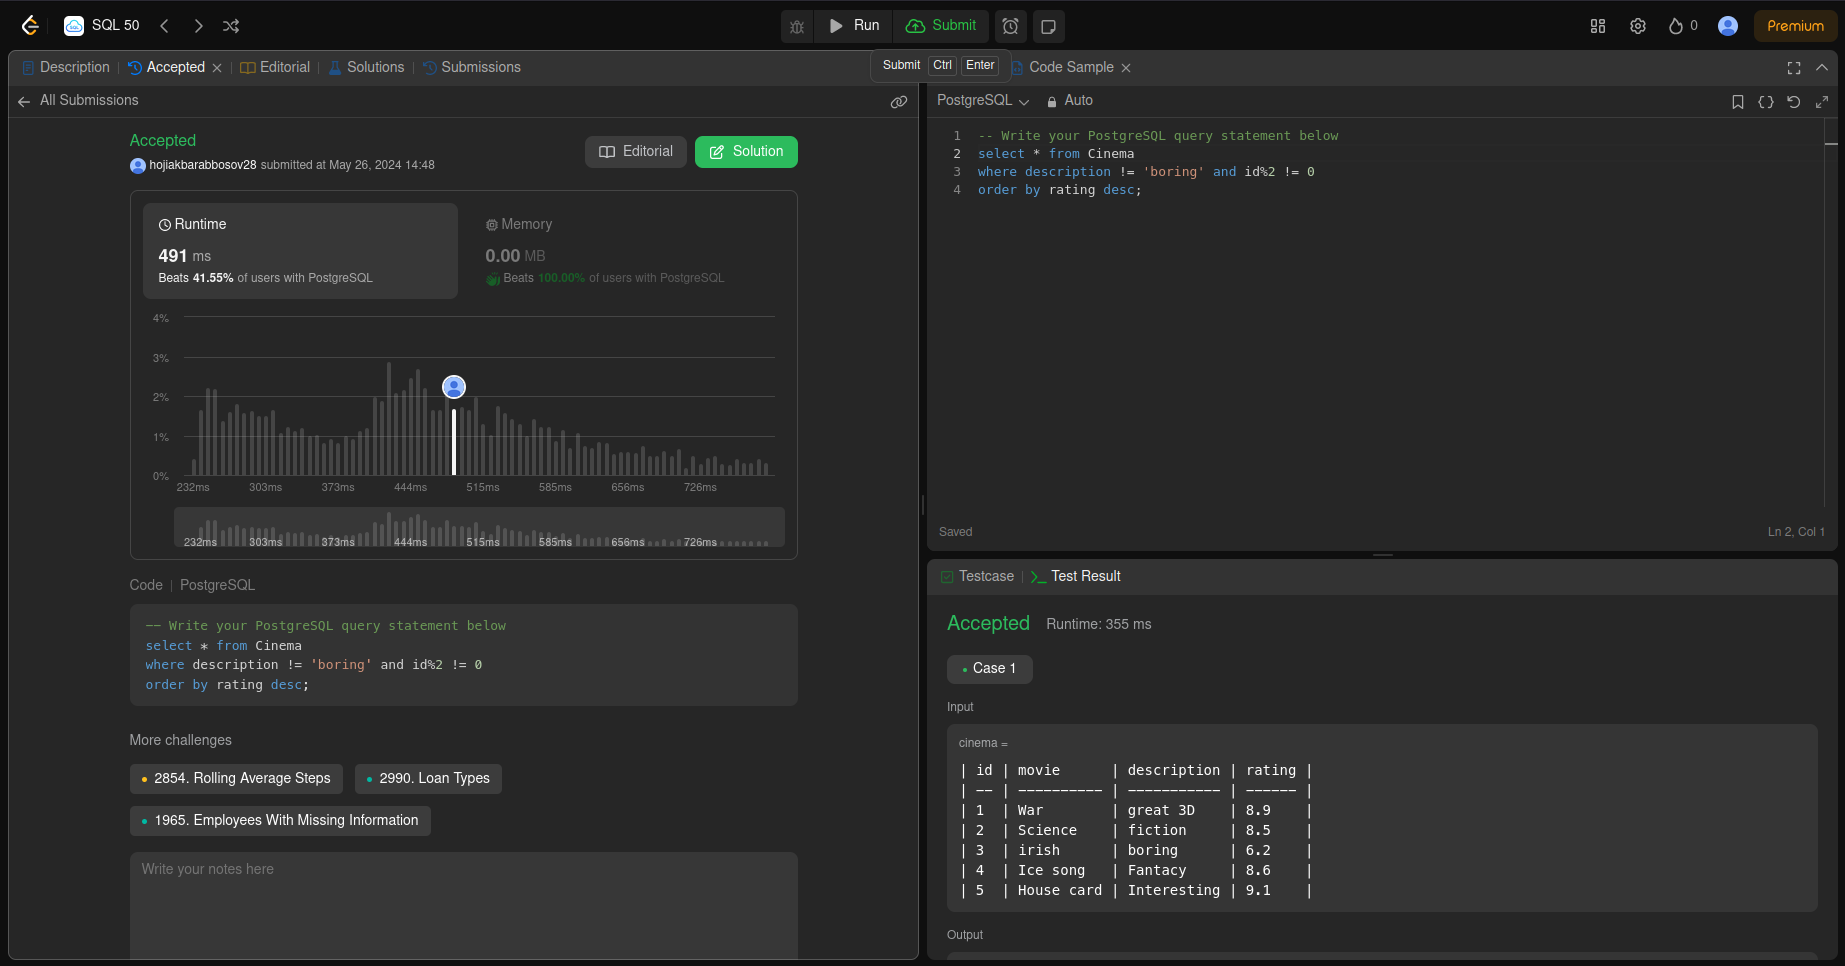 SQL 50
Run
Submit
0
Premium
Description
Accepted
Editorial
Solutions
Submissions
Submit Ctrl Enter
Code Sample
All Submissions
Accepted
hojiakbarabbosov28 submitted at May 26, 2024 14:48
Editorial
Solution
Runtime
491 ms
Beats 41.55% of users with PostgreSQL
Memory
0.00 MB
Beats 100.00% of users with PostgreSQL
4%
3%
2%
1%
0%
232ms 303ms 373ms 444ms 515ms 585ms 656ms 726ms
232ms 303ms 373ms 444ms 515ms 585ms 656ms 726ms
Code | PostgreSQL
-- Write your PostgreSQL query statement below
select * from Cinema
where description != 'boring' and id%2 != 0
order by rating desc;
More challenges
2854. Rolling Average Steps
2990. Loan Types
1965. Employees With Missing Information
Write your notes here
PostgreSQL
Auto
1 -- Write your PostgreSQL query statement below
2 select * from Cinema
3 where description != 'boring' and id%2 != 0
4 order by rating desc;
Saved
Ln 2, Col 1
Testcase
Test Result
Accepted Runtime: 355 ms
Case 1
Input
cinema =
| id | movie      | description | rating |
| -- | ---------- | ----------- | ------ |
| 1  | War        | great 3D    | 8.9    |
| 2  | Science    | fiction     | 8.5    |
| 3  | irish      | boring      | 6.2    |
| 4  | Ice song   | Fantacy     | 8.6    |
| 5  | House card | Interesting | 9.1    |
Output